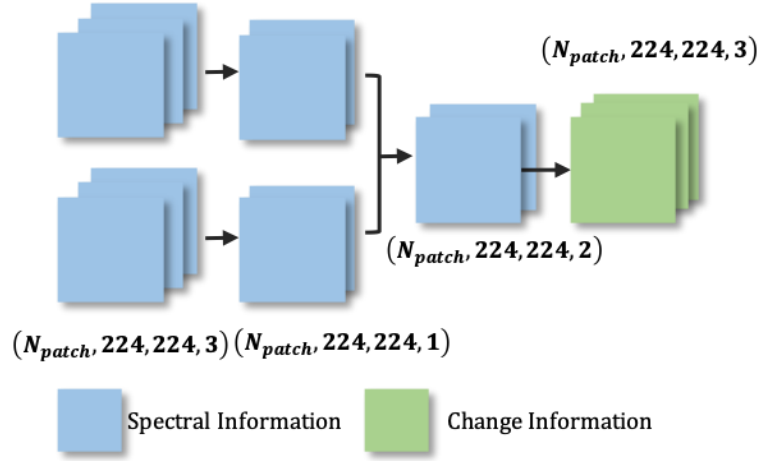 (N_patch, 224, 224, 3)
(N_patch, 224, 224, 2)
(N_patch, 224, 224, 3) (N_patch, 224, 224, 1)
Spectral Information Change Information